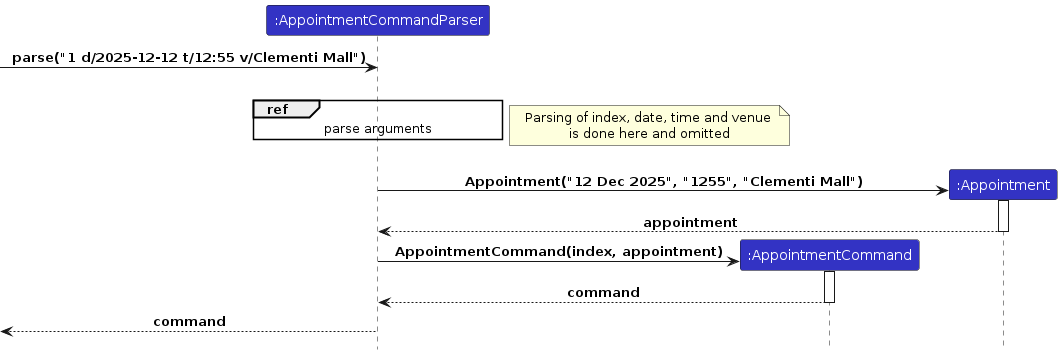 :AppointmentCommandParser
parse("1 d/2025-12-12 t/12:55 v/Clementi Mall")
ref
parse arguments
Parsing of index, date, time and venue
is done here and omitted
:Appointment
Appointment("12 Dec 2025", "1255", "Clementi Mall")
appointment
:AppointmentCommand
AppointmentCommand(index, appointment)
command
command